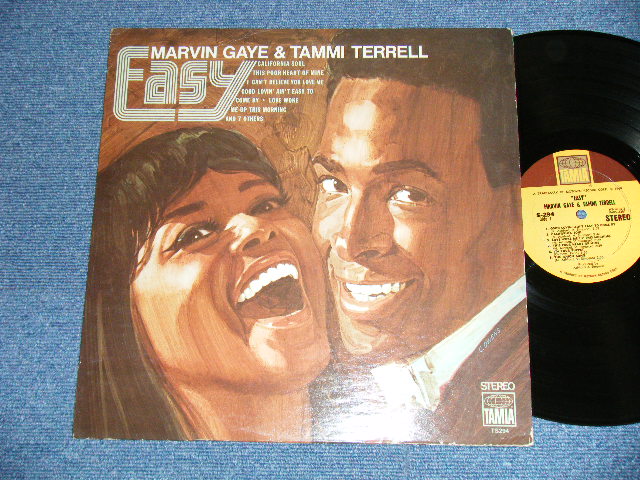 MARVIN GAYE & TAMMI TERRELL
Easy
CALIFORNIA SOUL
THIS POOR HEART OF MINE
I CAN'T BELIEVE YOU LOVE ME
GOOD LOVIN' AIN'T EASY TO
COME BY • LOVE WOKE
ME UP THIS MORNING
AND 7 OTHERS
C. OWENS
STEREO
TAMLA
TS294
TAMLA
"EASY"
MARVIN GAYE & TAMMI TERRELL
S-294
STEREO